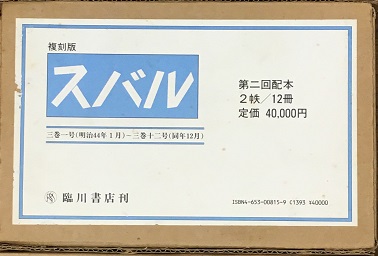 複刻版
スバル
三巻一号(明治44年1月)−三巻十二号(同年12月)
第二回配本
2帙/12冊
定価 40,000円
臨川書店刊
ISBN4-653-00815-9 C1393 ¥40000